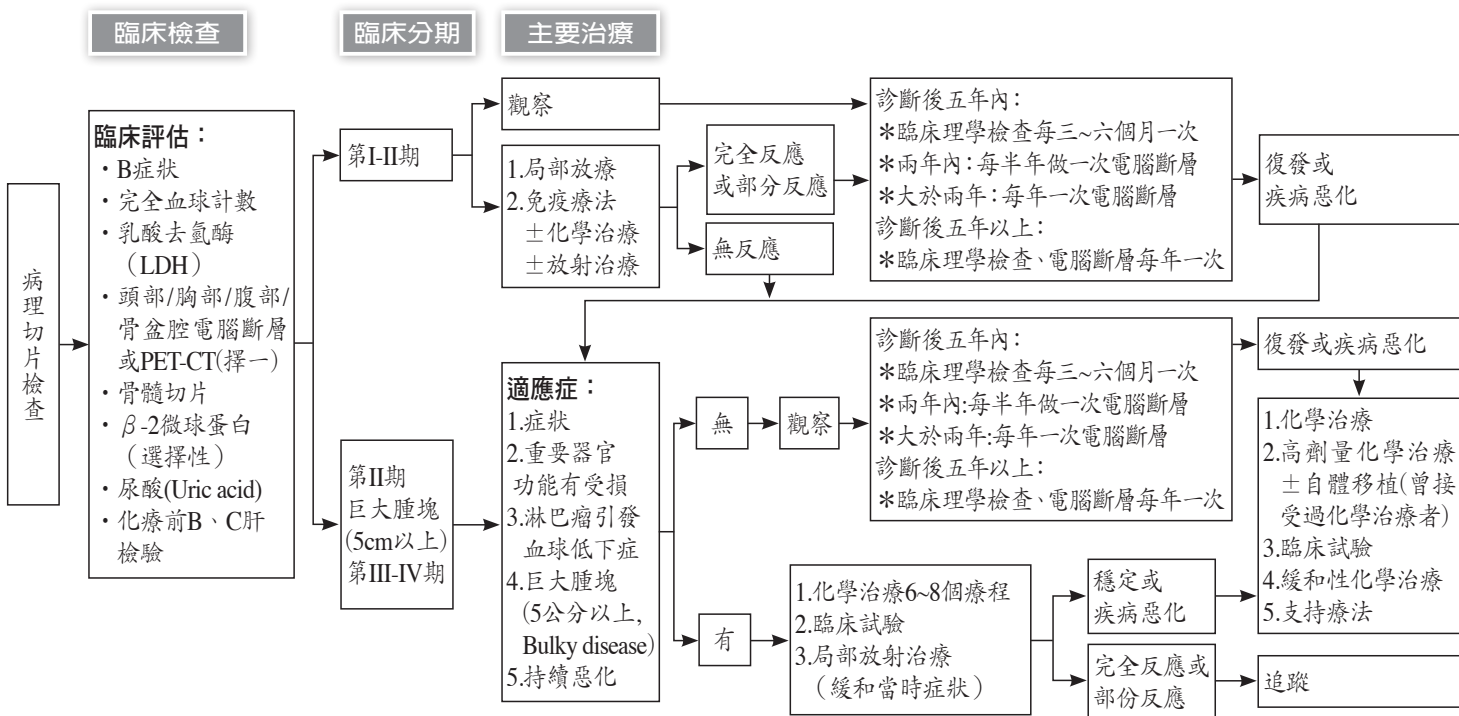 臨床檢查
臨床分期
主要治療
病理切片檢查
臨床評估：
・B症狀
・完全血球計數
・乳酸去氫酶
（LDH）
・頭部/胸部/腹部/
骨盆腔電腦斷層
或PET-CT(擇一)
・骨髓切片
・β-2微球蛋白
（選擇性）
・尿酸(Uric acid)
・化療前B、C肝
檢驗
第I-II期
觀察
1.局部放療
2.免疫療法
±化學治療
±放射治療
完全反應
或部分反應
無反應
診斷後五年內：
＊臨床理學檢查每三~六個月一次
＊兩年內：每半年做一次電腦斷層
＊大於兩年：每年一次電腦斷層
診斷後五年以上：
＊臨床理學檢查、電腦斷層每年一次
復發或
疾病惡化
第II期
巨大腫塊
(5cm以上)
第III-IV期
適應症：
1.症狀
2.重要器官
功能有受損
3.淋巴瘤引發
血球低下症
4.巨大腫塊
(5公分以上,
Bulky disease)
5.持續惡化
無
觀察
診斷後五年內：
＊臨床理學檢查每三~六個月一次
＊兩年內:每半年做一次電腦斷層
＊大於兩年:每年一次電腦斷層
診斷後五年以上：
＊臨床理學檢查、電腦斷層每年一次
復發或疾病惡化
1.化學治療
2.高劑量化學治療
±自體移植(曾接
受過化學治療者)
3.臨床試驗
4.緩和性化學治療
5.支持療法
有
1.化學治療6~8個療程
2.臨床試驗
3.局部放射治療
（緩和當時症狀）
穩定或
疾病惡化
完全反應或
部份反應
追蹤